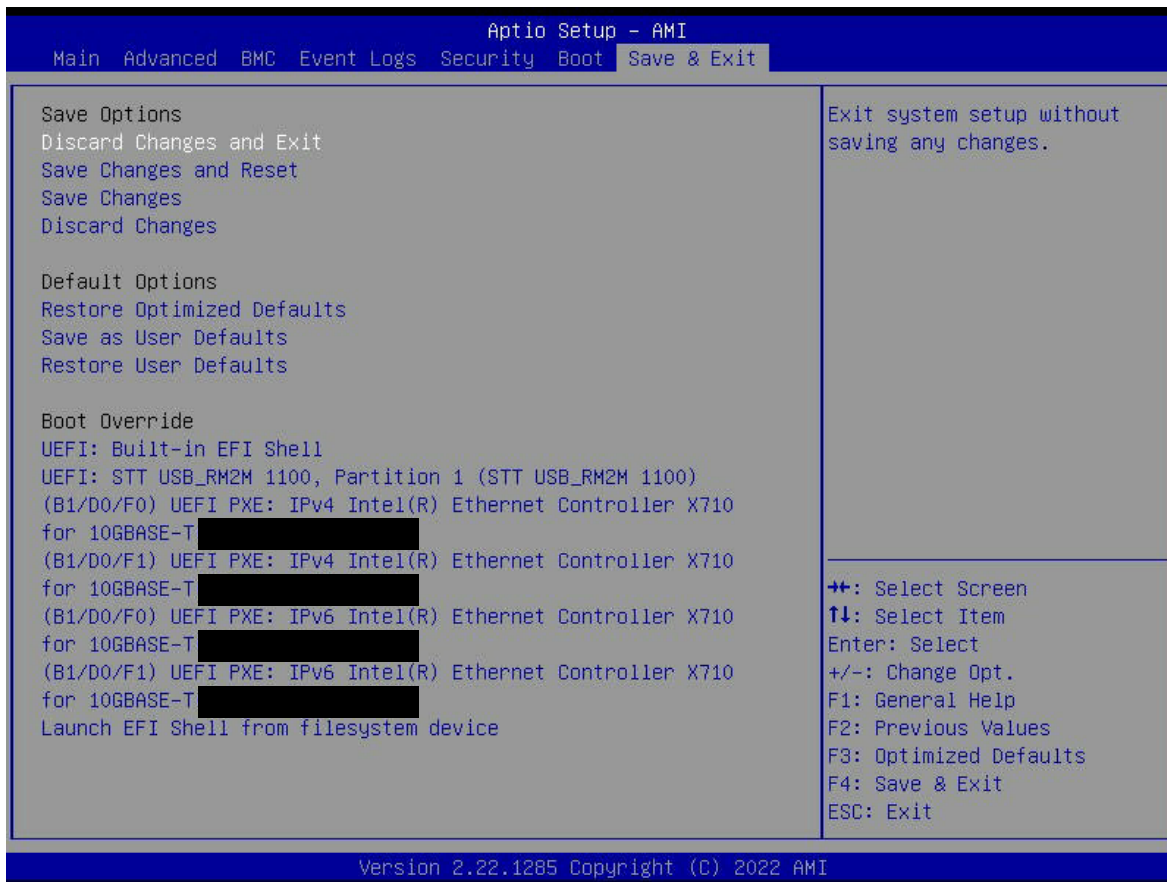 Aptio Setup – AMI
Main Advanced BMC Event Logs Security Boot Save & Exit
Save Options
Discard Changes and Exit
Save Changes and Reset
Save Changes
Discard Changes
Default Options
Restore Optimized Defaults
Save as User Defaults
Restore User Defaults
Boot Override
UEFI: Built-in EFI Shell
UEFI: STT USB_RM2M 1100, Partition 1 (STT USB_RM2M 1100)
(B1/D0/F0) UEFI PXE: IPv4 Intel(R) Ethernet Controller X710
for 10GBASE-T
(B1/D0/F1) UEFI PXE: IPv4 Intel(R) Ethernet Controller X710
for 10GBASE-T
(B1/D0/F0) UEFI PXE: IPv6 Intel(R) Ethernet Controller X710
for 10GBASE-T
(B1/D0/F1) UEFI PXE: IPv6 Intel(R) Ethernet Controller X710
for 10GBASE-T
Launch EFI Shell from filesystem device
Exit system setup without
saving any changes.
→←: Select Screen
↑↓: Select Item
Enter: Select
+/-: Change Opt.
F1: General Help
F2: Previous Values
F3: Optimized Defaults
F4: Save & Exit
ESC: Exit
Version 2.22.1285 Copyright (C) 2022 AMI